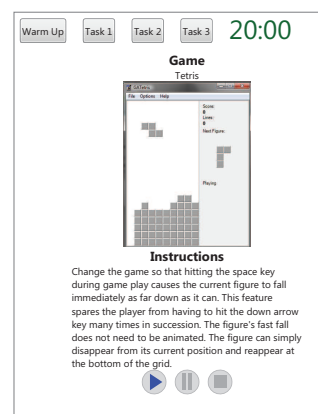 Warm Up Task 1 Task 2 Task 3 20:00
Game
Tetris
File Options Help
Score:
0
Lines:
0
Next Figure:
Playing
Instructions
Change the game so that hitting the space key
during game play causes the current figure to fall
immediately as far down as it can. This feature
spares the player from having to hit the down arrow
key many times in succession. The figure's fast fall
does not need to be animated. The figure can simply
disappear from its current position and reappear at
the bottom of the grid.